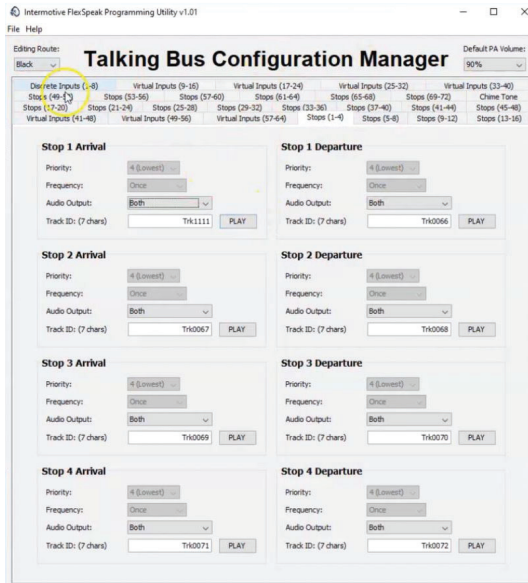 Intermotive FlexSpeak Programming Utility v1.01
File Help
Editing Route:
Black
Talking Bus Configuration Manager
Default PA Volume:
90%
Discrete Inputs (1-8) Virtual Inputs (9-16) Virtual Inputs (17-24) Virtual Inputs (25-32) Virtual Inputs (33-40)
Stops (49-52) Stops (53-56) Stops (57-60) Stops (61-64) Stops (65-68) Stops (69-72) Chime Tone
Stops (17-20) Stops (21-24) Stops (25-28) Stops (29-32) Stops (33-36) Stops (37-40) Stops (41-44) Stops (45-48)
Virtual Inputs (41-48) Virtual Inputs (49-56) Virtual Inputs (57-64) Stops (1-4) Stops (5-8) Stops (9-12) Stops (13-16)
Stop 1 Arrival
Priority: 4 (Lowest)
Frequency: Once
Audio Output: Both
Track ID: (7 chars) Trk1111 PLAY
Stop 1 Departure
Priority: 4 (Lowest)
Frequency: Once
Audio Output: Both
Track ID: (7 chars) Trk0066 PLAY
Stop 2 Arrival
Priority: 4 (Lowest)
Frequency: Once
Audio Output: Both
Track ID: (7 chars) Trk0067 PLAY
Stop 2 Departure
Priority: 4 (Lowest)
Frequency: Once
Audio Output: Both
Track ID: (7 chars) Trk0068 PLAY
Stop 3 Arrival
Priority: 4 (Lowest)
Frequency: Once
Audio Output: Both
Track ID: (7 chars) Trk0069 PLAY
Stop 3 Departure
Priority: 4 (Lowest)
Frequency: Once
Audio Output: Both
Track ID: (7 chars) Trk0070 PLAY
Stop 4 Arrival
Priority: 4 (Lowest)
Frequency: Once
Audio Output: Both
Track ID: (7 chars) Trk0071 PLAY
Stop 4 Departure
Priority: 4 (Lowest)
Frequency: Once
Audio Output: Both
Track ID: (7 chars) Trk0072 PLAY